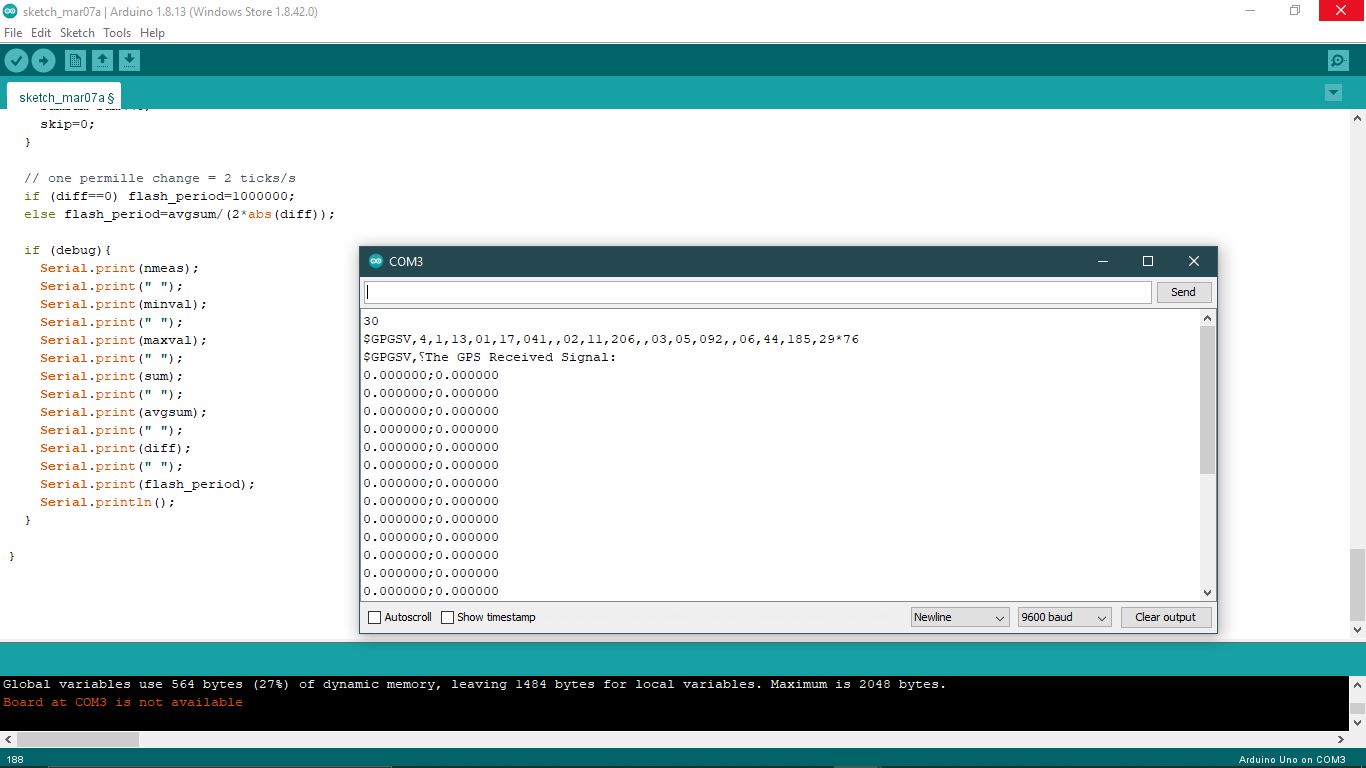 sketch_mar07a | Arduino 1.8.13 (Windows Store 1.8.42.0)
File Edit Sketch Tools Help
sketch_mar07a §
skip=0;
}
// one permille change = 2 ticks/s
if (diff==0) flash_period=1000000;
else flash_period=avgsum/(2*abs(diff));
if (debug){
Serial.print(nmeas);
Serial.print(" ");
Serial.print(minval);
Serial.print(" ");
Serial.print(maxval);
Serial.print(" ");
Serial.print(sum);
Serial.print(" ");
Serial.print(avgsum);
Serial.print(" ");
Serial.print(diff);
Serial.print(" ");
Serial.print(flash_period);
Serial.println();
}
}
COM3
Send
30
$GPGSV,4,1,13,01,17,041,,02,11,206,,03,05,092,,06,44,185,29*76
$GPGSV,⸮The GPS Received Signal:
0.000000;0.000000
0.000000;0.000000
0.000000;0.000000
0.000000;0.000000
0.000000;0.000000
0.000000;0.000000
0.000000;0.000000
0.000000;0.000000
0.000000;0.000000
0.000000;0.000000
0.000000;0.000000
0.000000;0.000000
0.000000;0.000000
Autoscroll Show timestamp Newline 9600 baud Clear output
Global variables use 564 bytes (27%) of dynamic memory, leaving 1484 bytes for local variables. Maximum is 2048 bytes.
Board at COM3 is not available
188 Arduino Uno on COM3